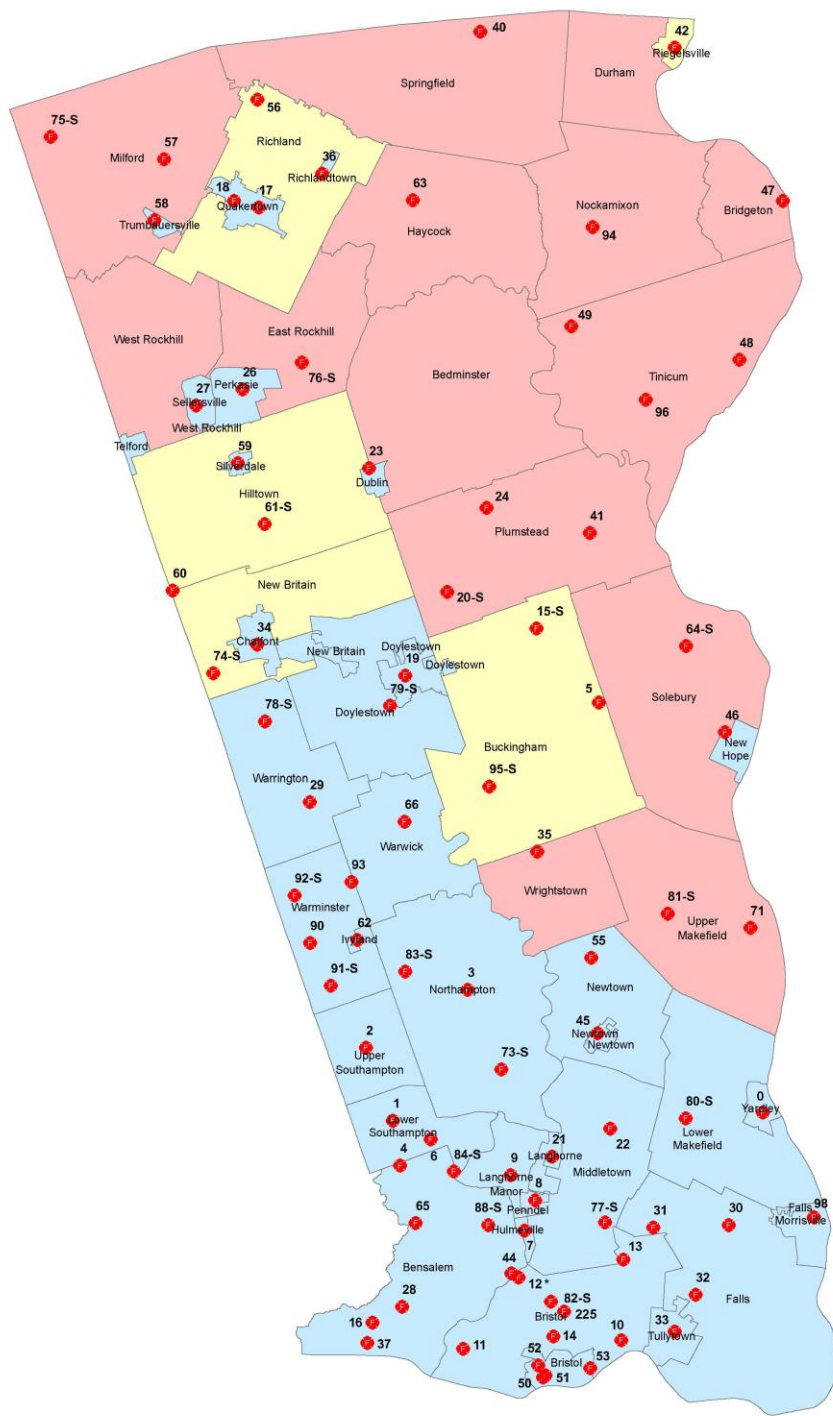 40
42
Riegelsville
Durham
Springfield
75-S
56
57
Milford
Richland
36
Richlandtown
18
17
Quakertown
58
Trumbauersville
63
Haycock
Nockamixon
94
47
Bridgeton
West Rockhill
East Rockhill
76-S
26
Perkasie
27
Sellersville
West Rockhill
Telford
Bedminster
49
48
Tinicum
96
59
Silverdale
Hilltown
23
Dublin
61-S
24
Plumstead
41
20-S
60
New Britain
34
Chalfont
74-S
New Britain
Doylestown
19
Doylestown
79-S
Doylestown
15-S
5
Buckingham
95-S
64-S
Solebury
46
New
Hope
78-S
Warrington
29
66
Warwick
35
Wrightstown
81-S
Upper
Makefield
71
93
92-S
Warminster
62
Ivyland
90
91-S
83-S
3
Northampton
73-S
55
Newtown
45
Newtown
Newtown
2
Upper
Southampton
1
Lower
Southampton
4
6
84-S
9
Langhorne
Manor
21
Langhorne
22
Middletown
80-S
Lower
Makefield
0
Yardley
8
Penndel
88-S
Hulmeville
7
77-S
31
30
98
Falls
Morrisville
65
Bensalem
44
12 *
13
28
16
37
82-S
Bristol
225
14
11
10
32
Falls
33
Tullytown
52
Bristol
53
50
51